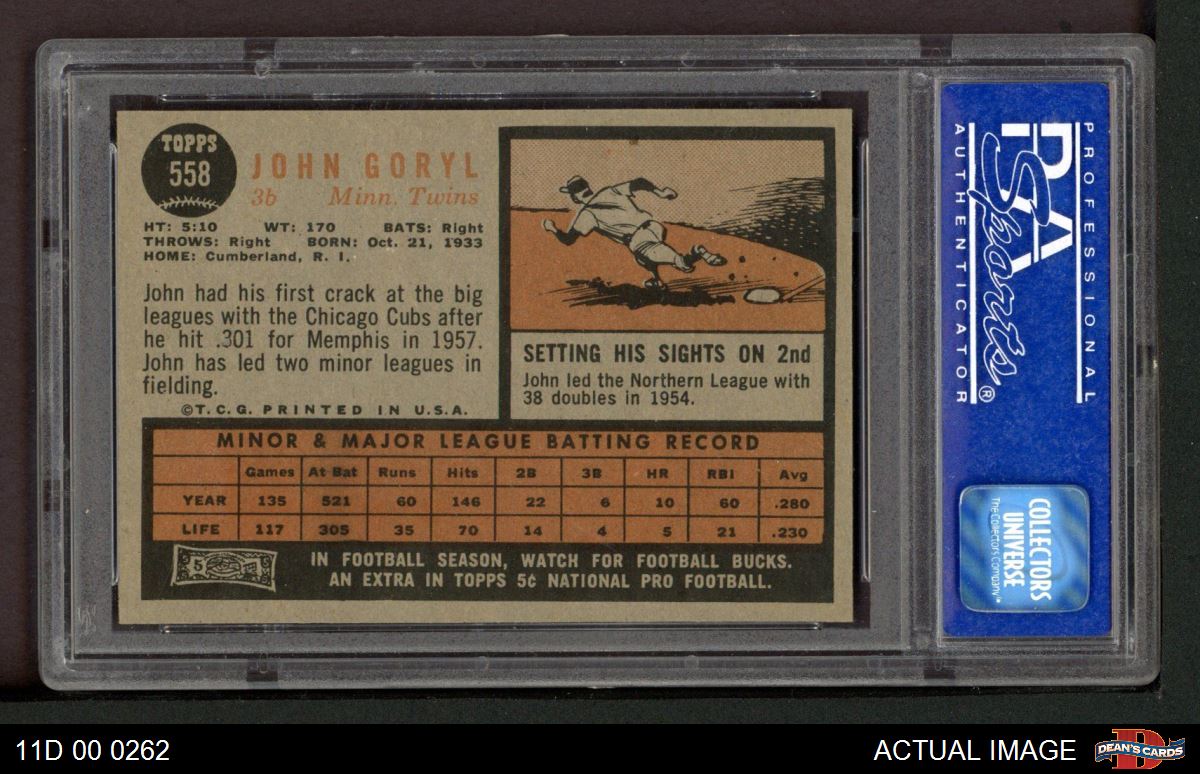 TOPPS
558
JOHN GORYL
3b Minn. Twins
HT: 5:10 WT: 170 BATS: Right
THROWS: Right BORN: Oct. 21, 1933
HOME: Cumberland, R. I.
John had his first crack at the big
leagues with the Chicago Cubs after
he hit .301 for Memphis in 1957.
John has led two minor leagues in
fielding.
©T.C.G. PRINTED IN U.S.A.
SETTING HIS SIGHTS ON 2nd
John led the Northern League with
38 doubles in 1954.
MINOR & MAJOR LEAGUE BATTING RECORD
Games At Bat Runs Hits 2B 3B HR RBI Avg
YEAR 135 521 60 146 22 6 10 60 .280
LIFE 117 305 35 70 14 4 5 21 .230
5
IN FOOTBALL SEASON, WATCH FOR FOOTBALL BUCKS.
AN EXTRA IN TOPPS 5¢ NATIONAL PRO FOOTBALL.
PROFESSIONAL
PSA
Sports®
AUTHENTICATOR
COLLECTORS
UNIVERSE
The Collectors Company™
11D 00 0262
ACTUAL IMAGE
D
DEAN'S CARDS